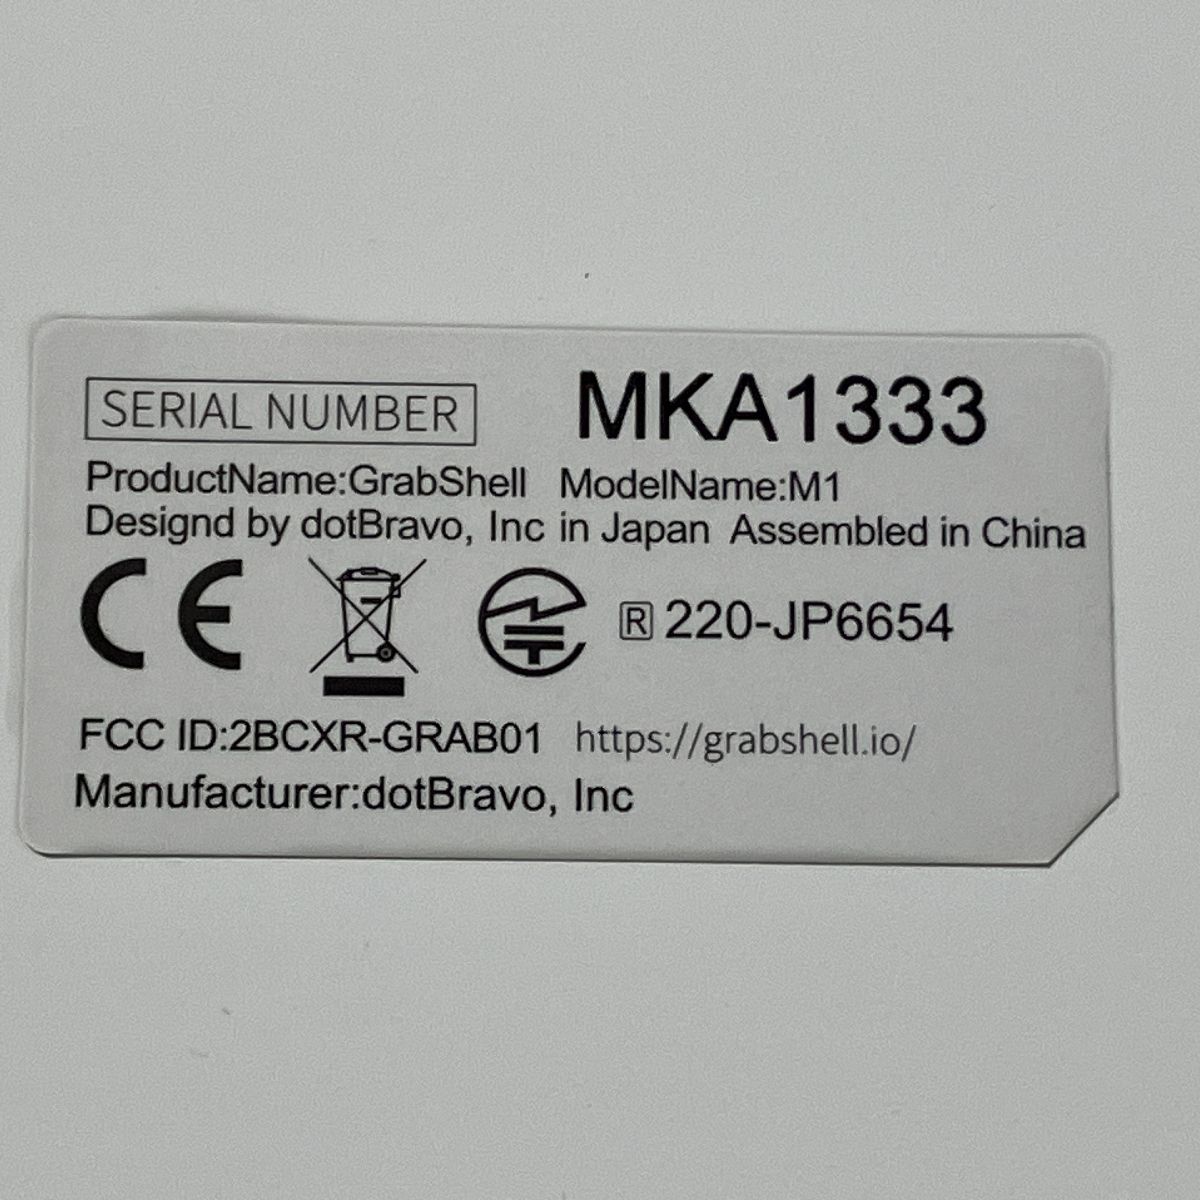 SERIAL NUMBER MKA1333
ProductName:GrabShell ModelName:M1
Designd by dotBravo, Inc in Japan Assembled in China
CE R 220-JP6654
FCC ID:2BCXR-GRAB01 https://grabshell.io/
Manufacturer:dotBravo, Inc